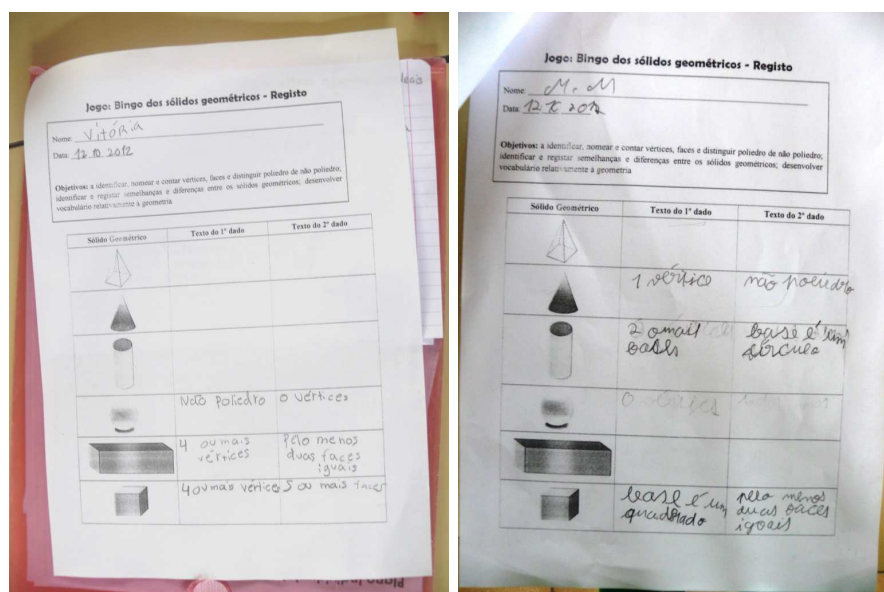 Jogo: Bingo dos sólidos geométricos - Registo
Nome: Vitória
Data: 12.10.2012
Objetivos: a identificar, nomear e contar vértices, faces e distinguir poliedro de não poliedro,
identificar e registar semelhanças e diferenças entre os sólidos geométricos; desenvolver
vocabulário relativamente à geometria
Sólido Geométrico Texto do 1º dado Texto do 2º dado
Não poliedro 0 vértices
4 ou mais
vértices
Pelo menos
duas faces
iguais
4 ou mais vértices 5 ou mais faces
Jogo: Bingo dos sólidos geométricos - Registo
Nome: M. M
Data: 12 2012
Objetivos: a identificar, nomear e contar vértices, faces e distinguir poliedro de não poliedro,
identificar e registar semelhanças e diferenças entre os sólidos geométricos; desenvolver
vocabulário relativamente à geometria
Sólido Geométrico Texto do 1º dado Texto do 2º dado
1 vértice não poliedro
2 omais
bases
base é um
círculo
0
base é um
quadrado
pelo menos
duas
igoais